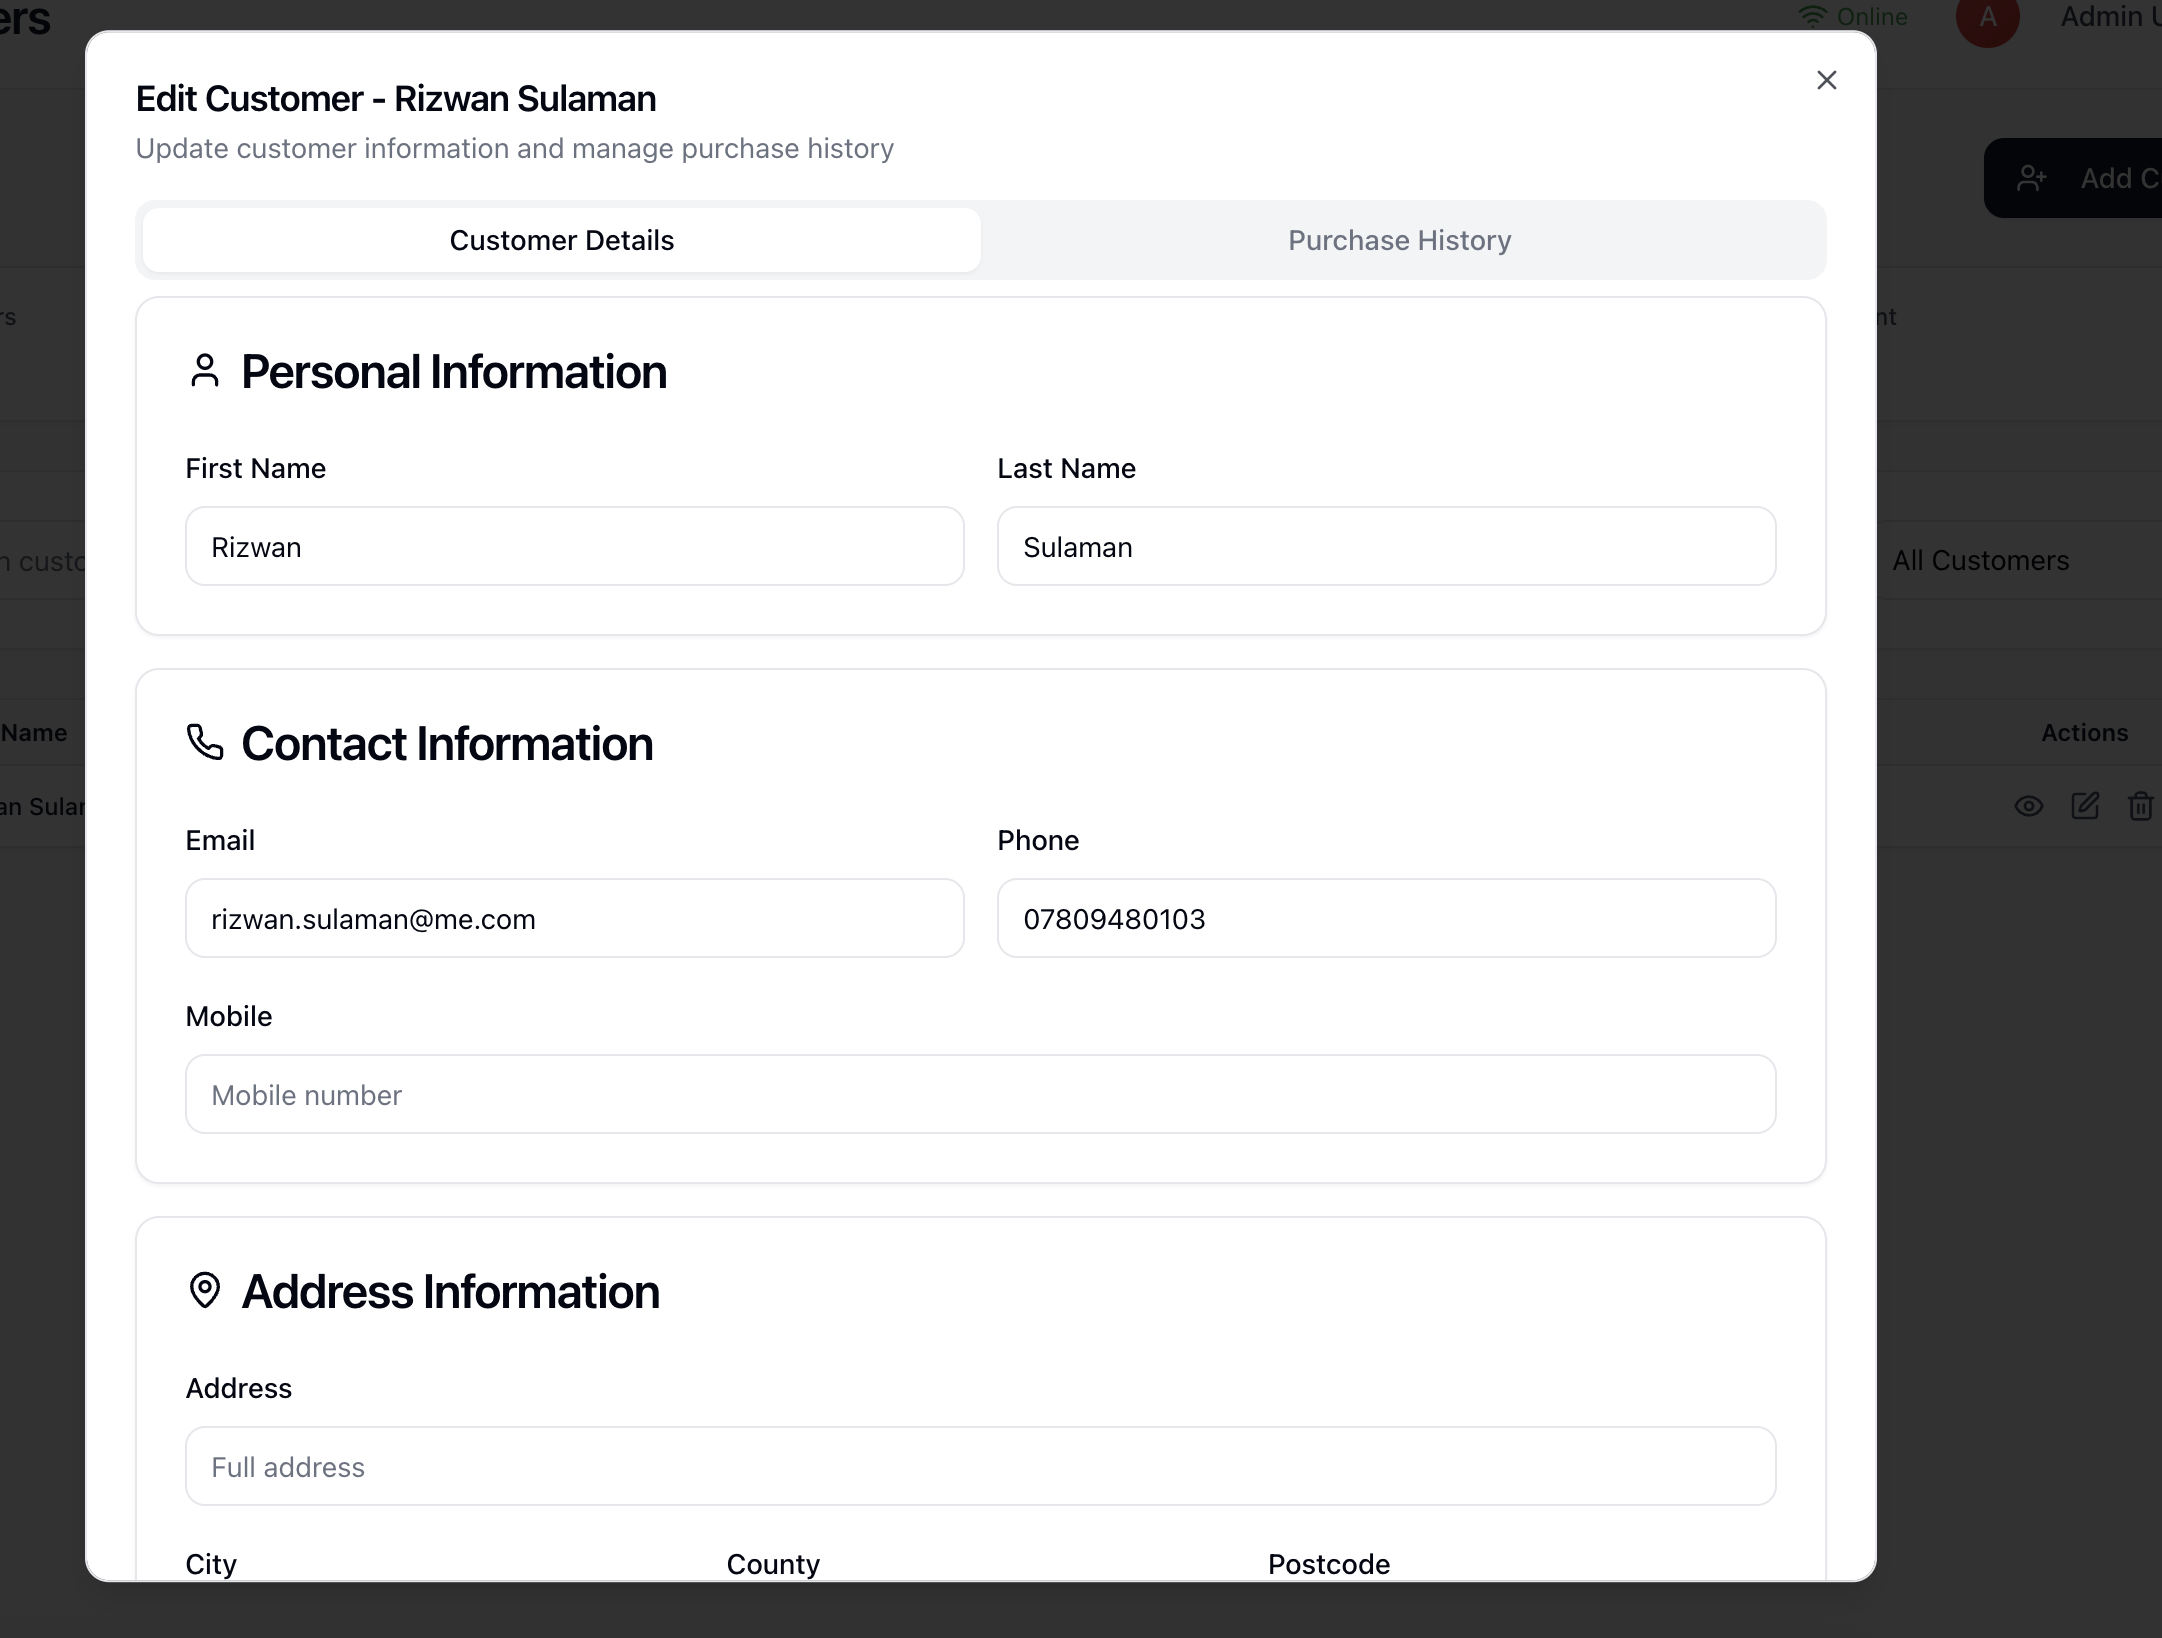 ers
Online
A
Admin U
Edit Customer - Rizwan Sulaman
Update customer information and manage purchase history
Add C
Customer Details
Purchase History
rs
nt
Personal Information
First Name
Last Name
Rizwan
Sulaman
n custo
All Customers
Contact Information
Name
Actions
an Sular
Email
Phone
rizwan.sulaman@me.com
07809480103
Mobile
Mobile number
Address Information
Address
Full address
City
County
Postcode